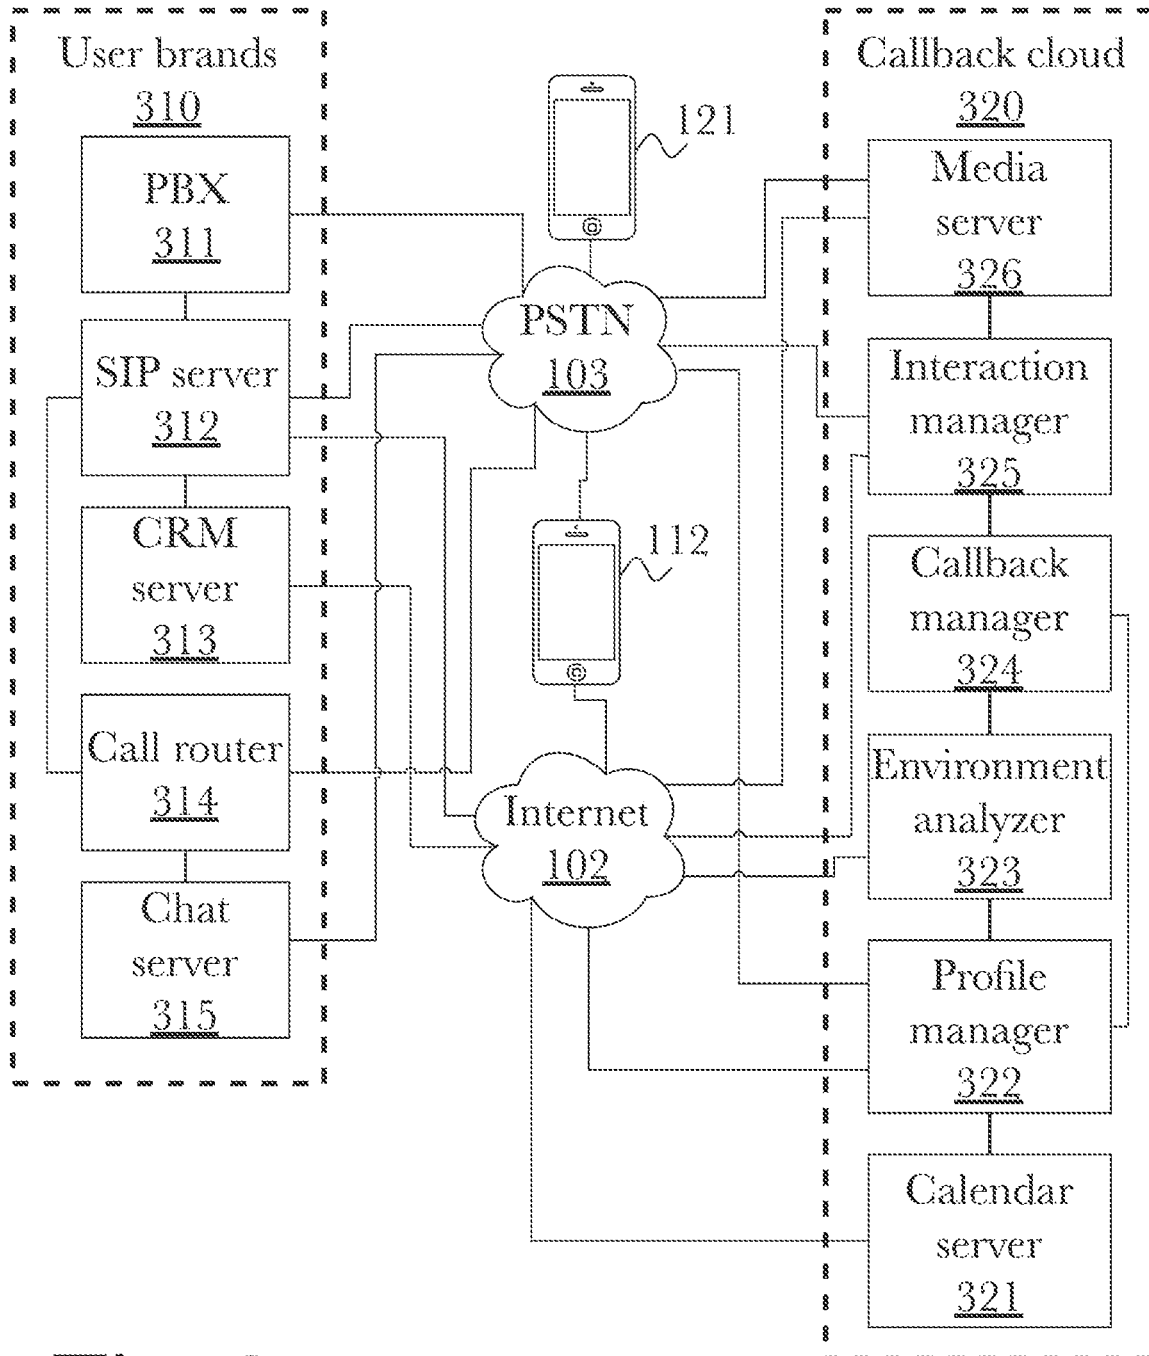 User brands
310
PBX
311
SIP server
312
CRM
server
313
Call router
314
Chat
server
315
121
PSTN
103
112
Internet
102
Callback cloud
320
Media
server
326
Interaction
manager
325
Callback
manager
324
Environment
analyzer
323
Profile
manager
322
Calendar
server
321